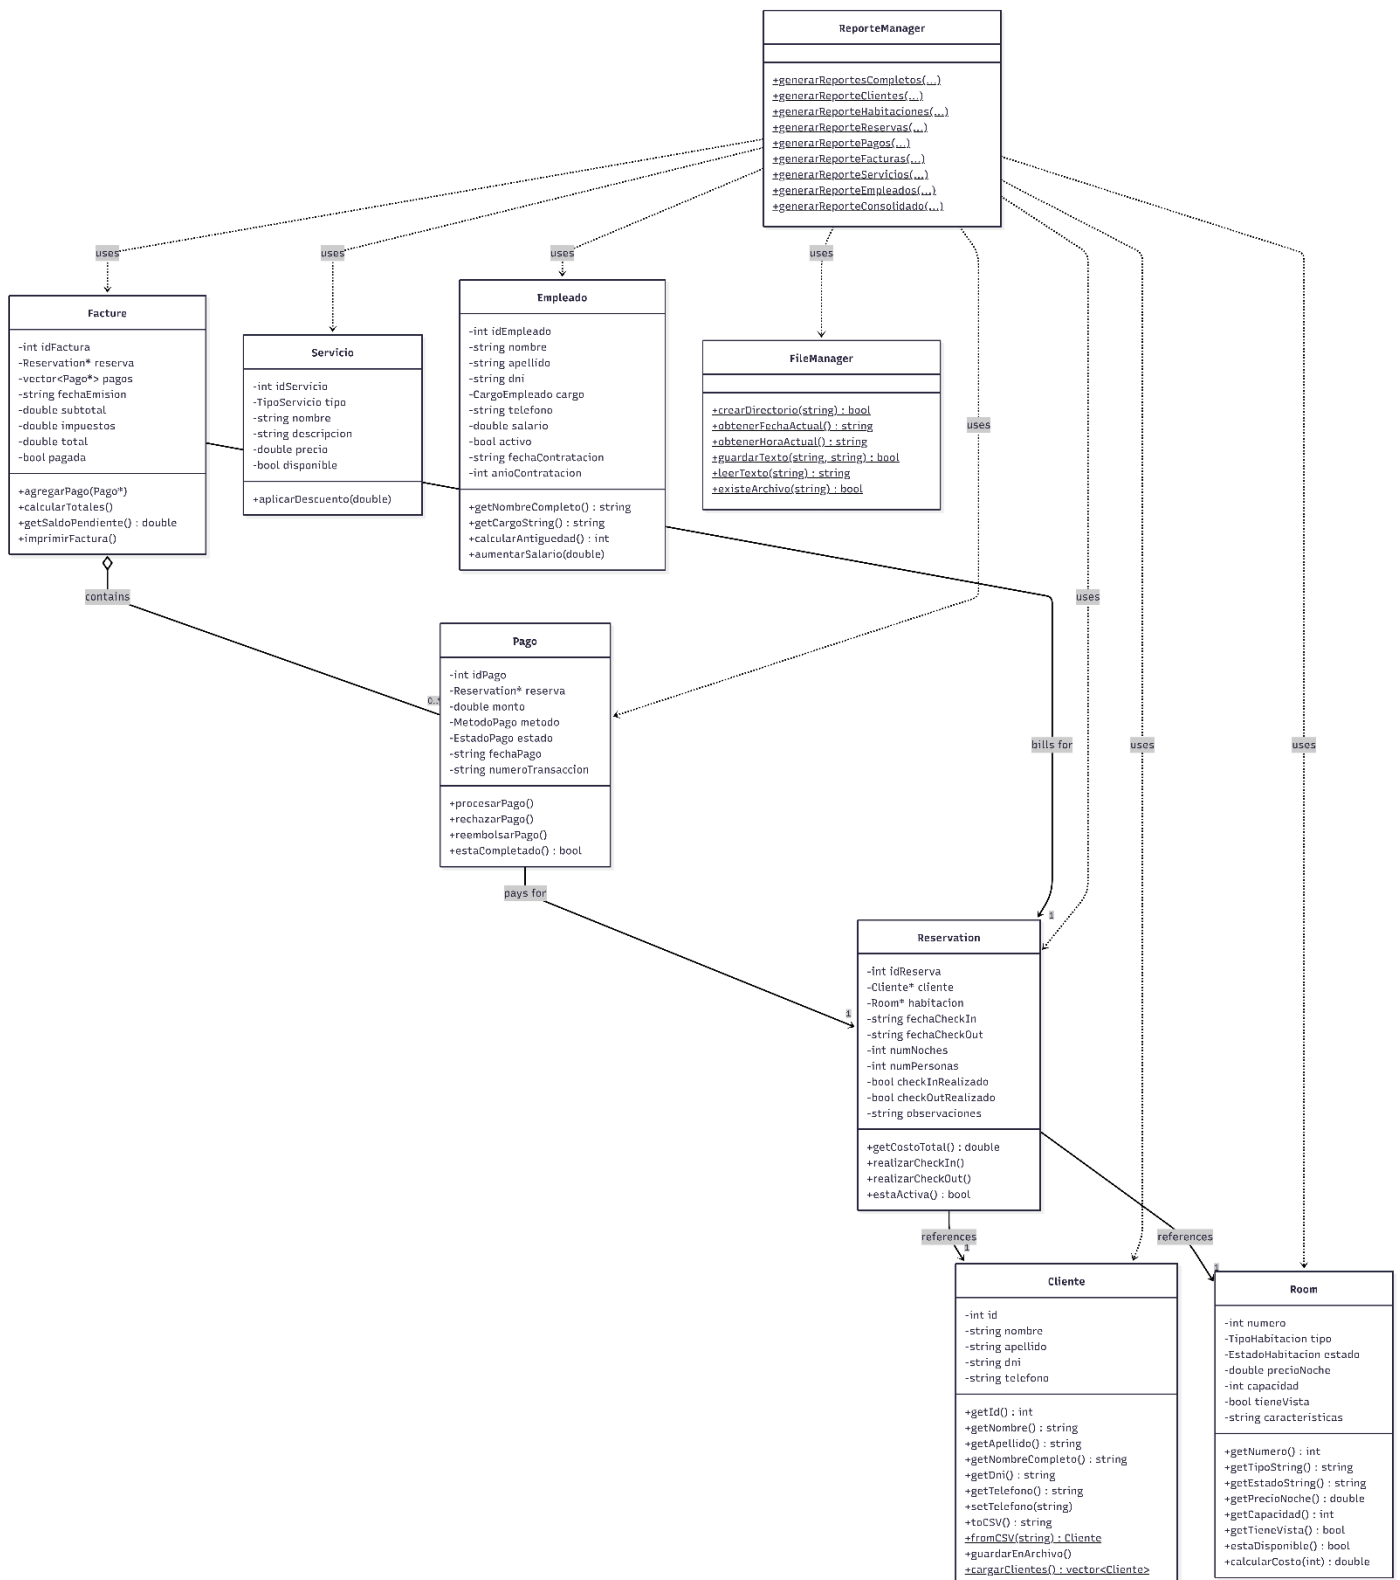 ReporteManager
+generarReportesCompletos(...)
+generarReporteClientes(...)
+generarReporteHabitaciones(...)
+generarReporteReservas(...)
+generarReportePagos(...)
+generarReporteFacturas(...)
+generarReporteServicios(...)
+generarReporteEmpleados(...)
+generarReporteConsolidado(...)
uses
uses
uses
uses
uses
uses
uses
uses
Facture
-int idFactura
-Reservation* reserva
-vector<Pago*> pagos
-string fechaEmision
-double subtotal
-double impuestos
-double total
-bool pagada
+agregarPago(Pago*)
+calcularTotales()
+getSaldoPendiente() : double
+imprimirFactura()
Servicio
-int idServicio
-TipoServicio tipo
-string nombre
-string descripcion
-double precio
-bool disponible
+aplicarDescuento(double)
Empleado
-int idEmpleado
-string nombre
-string apellido
-string dni
-CargoEmpleado cargo
-string telefono
-double salario
-bool activo
-string fechaContratacion
-int anioContratacion
+getNombreCompleto() : string
+getCargoString() : string
+calcularAntiguedad() : int
+aumentarSalario(double)
FileManager
+crearDirectorio(string) : bool
+obtenerFechaActual() : string
+obtenerHoraActual() : string
+guardarTexto(string, string) : bool
+leerTexto(string) : string
+existeArchivo(string) : bool
contains
Pago
-int idPago
-Reservation* reserva
-double monto
-MetodoPago metodo
-EstadoPago estado
-string fechaPago
-string numeroTransaccion
+procesarPago()
+rechazarPago()
+reembolsarPago()
+estaCompletado() : bool
bills for
pays for
1
1
Reservation
-int idReserva
-Cliente* cliente
-Room* habitacion
-string fechaCheckIn
-string fechaCheckOut
-int numNoches
-int numPersonas
-bool checkInRealizado
-bool checkOutRealizado
-string observaciones
+getCostoTotal() : double
+realizarCheckIn()
+realizarCheckOut()
+estaActiva() : bool
references
1
references
1
Cliente
-int id
-string nombre
-string apellido
-string dni
-string telefono
+getId() : int
+getNombre() : string
+getApellido() : string
+getNombreCompleto() : string
+getDni() : string
+getTelefono() : string
+setTelefono(string)
+toCSV() : string
+fromCSV(string) : Cliente
+guardarEnArchivo()
+cargarClientes() : vector<Cliente>
Room
-int numero
-TipoHabitacion tipo
-EstadoHabitacion estado
-double precioNoche
-int capacidad
-bool tieneVista
-string caracteristicas
+getNumero() : int
+getTipoString() : string
+getEstadoString() : string
+getPrecioNoche() : double
+getCapacidad() : int
+getTieneVista() : bool
+estaDisponible() : bool
+calcularCosto(int) : double